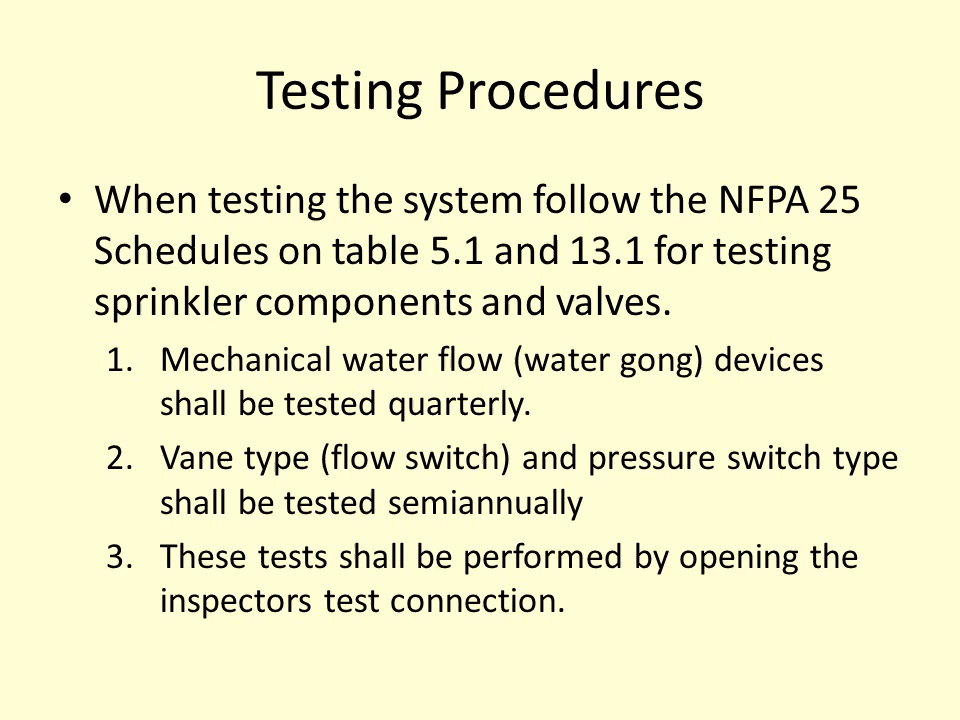 Testing Procedures
• When testing the system follow the NFPA 25
Schedules on table 5.1 and 13.1 for testing
sprinkler components and valves.
1. Mechanical water flow (water gong) devices
shall be tested quarterly.
2. Vane type (flow switch) and pressure switch type
shall be tested semiannually
3. These tests shall be performed by opening the
inspectors test connection.